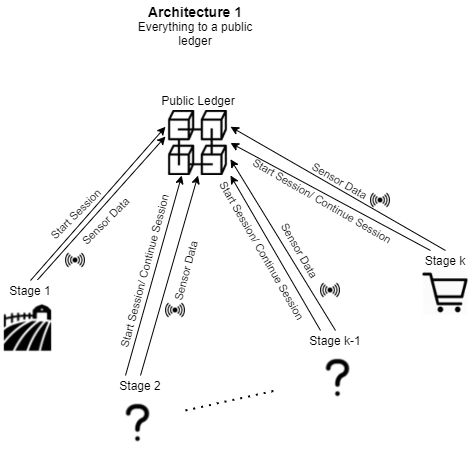 Architecture 1
Everything to a public
ledger
Public Ledger
Start Session
Sensor Data
Start Session/ Continue Session
Sensor Data
Start Session/ Continue Session
Sensor Data
Sensor Data
Start Session/ Continue Session
Stage 1
Stage 2
Stage k-1
Stage k
?
?